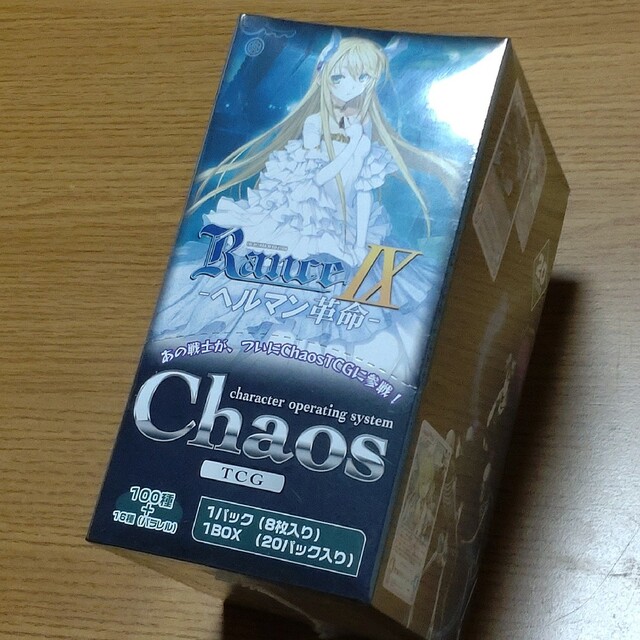 Rance IX
-ヘルマン革命-
あの戦士が、ついにChaosTCGに参戦!
character operating system
Chaos
TCG
100種
+
16種(パラレル)
1パック(8枚入り)
1BOX (20パック入り)